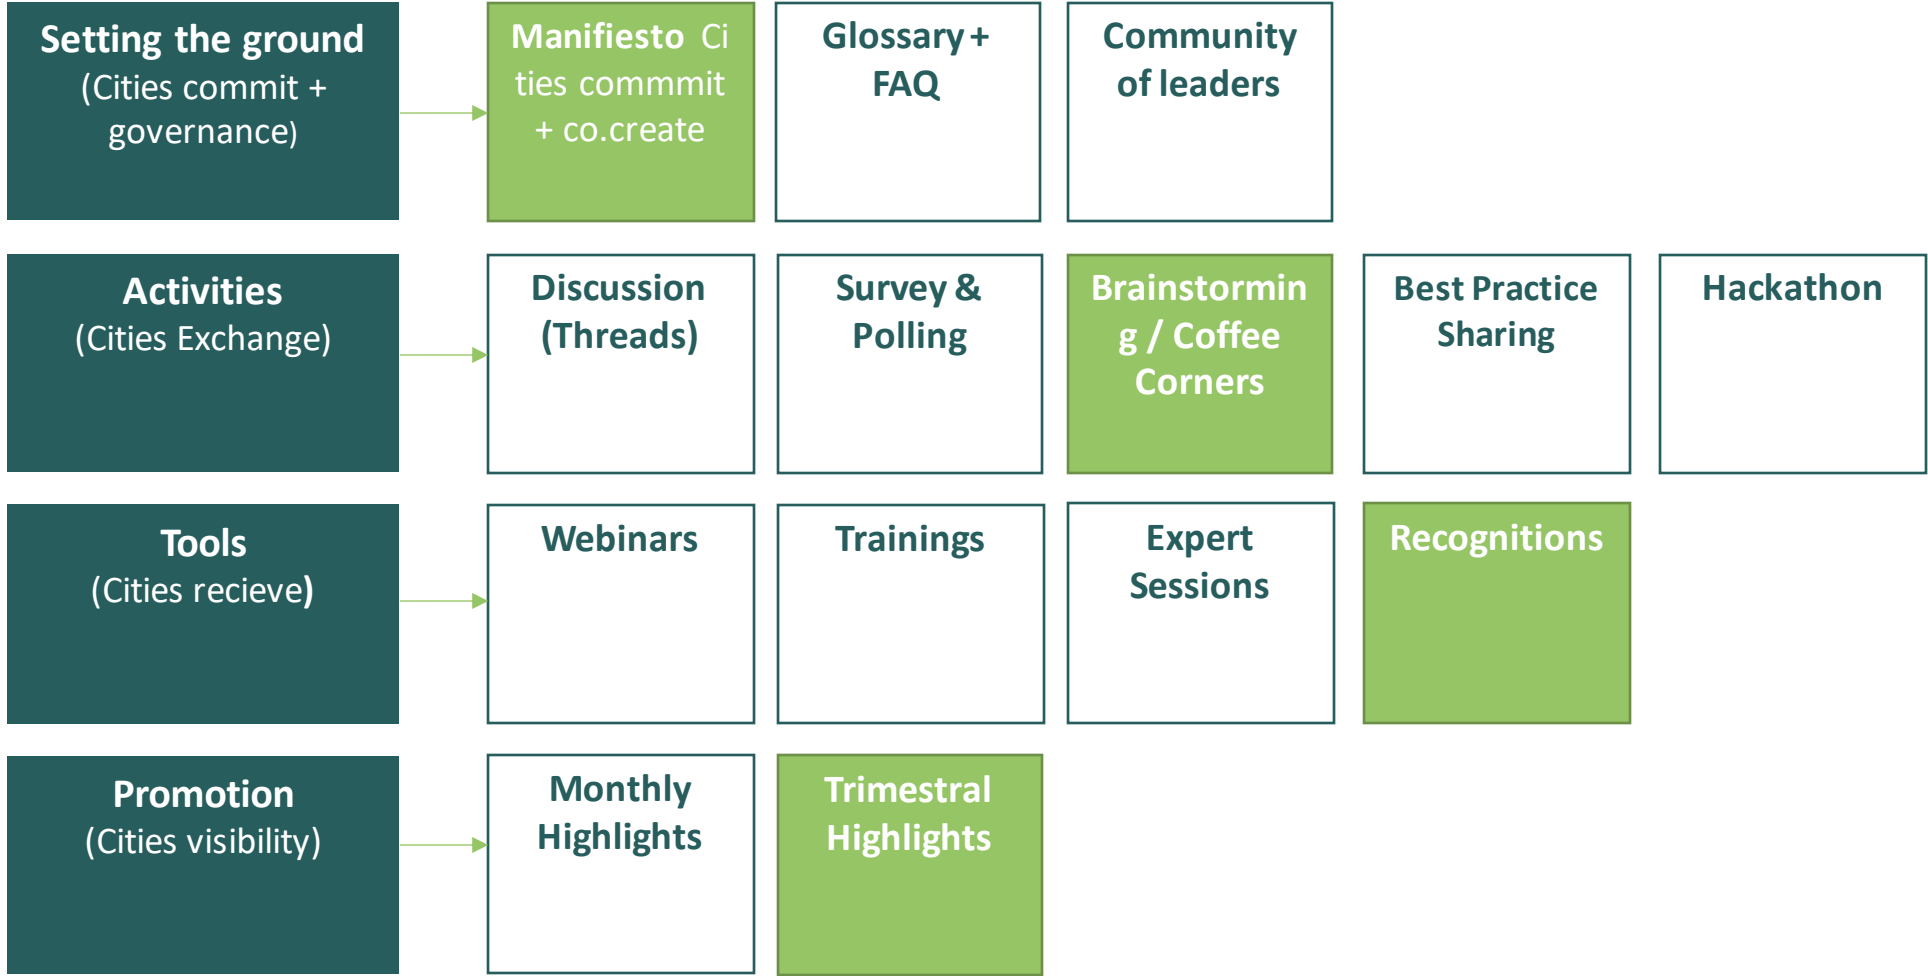 Setting the ground
(Cities commit +
governance)
Manifiesto Ci
ties commmit
+ co.create
Glossary +
FAQ
Community
of leaders
Activities
(Cities Exchange)
Discussion
(Threads)
Survey &
Polling
Brainstormin
g / Coffee
Corners
Best Practice
Sharing
Hackathon
Tools
(Cities recieve)
Webinars
Trainings
Expert
Sessions
Recognitions
Promotion
(Cities visibility)
Monthly
Highlights
Trimestral
Highlights